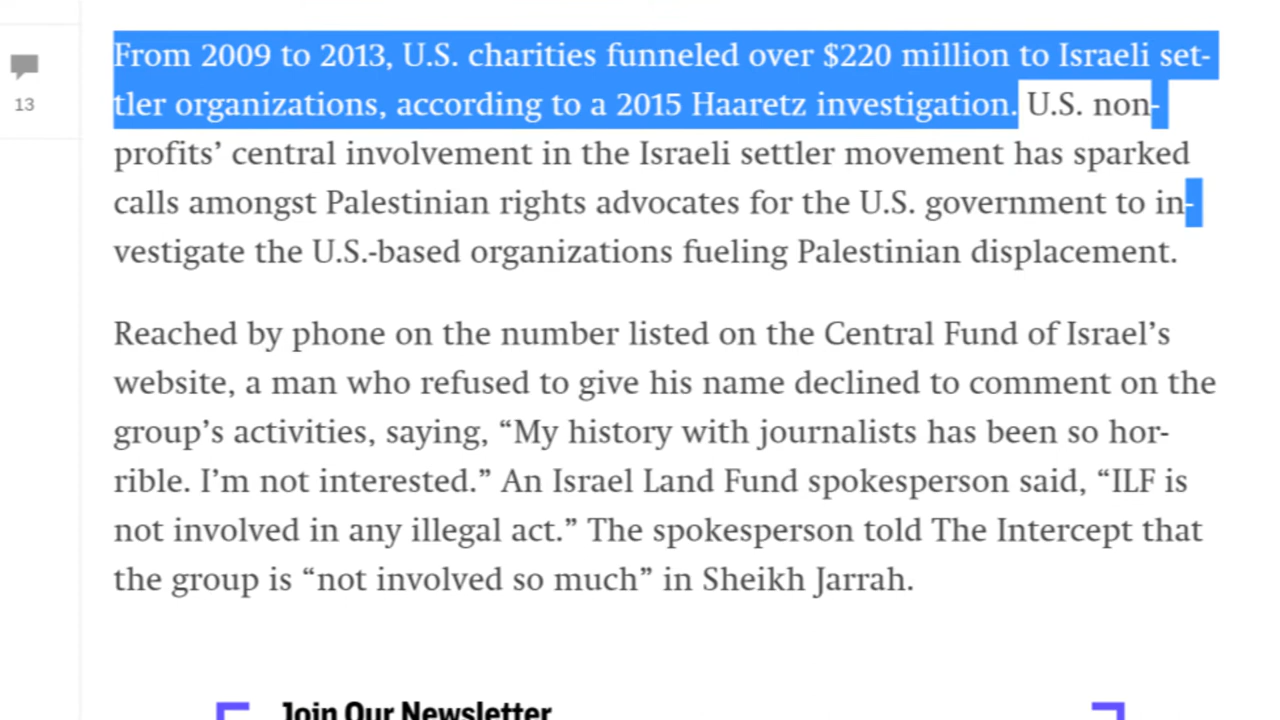 From 2009 to 2013, U.S. charities funneled over $220 million to Israeli set-
tler organizations, according to a 2015 Haaretz investigation. U.S. non-
13
profits’ central involvement in the Israeli settler movement has sparked
calls amongst Palestinian rights advocates for the U.S. government to in-
vestigate the U.S.-based organizations fueling Palestinian displacement.
Reached by phone on the number listed on the Central Fund of Israel’s
website, a man who refused to give his name declined to comment on the
group’s activities, saying, “My history with journalists has been so hor-
rible. I’m not interested.” An Israel Land Fund spokesperson said, “ILF is
not involved in any illegal act.” The spokesperson told The Intercept that
the group is “not involved so much” in Sheikh Jarrah.
Join Our Newsletter